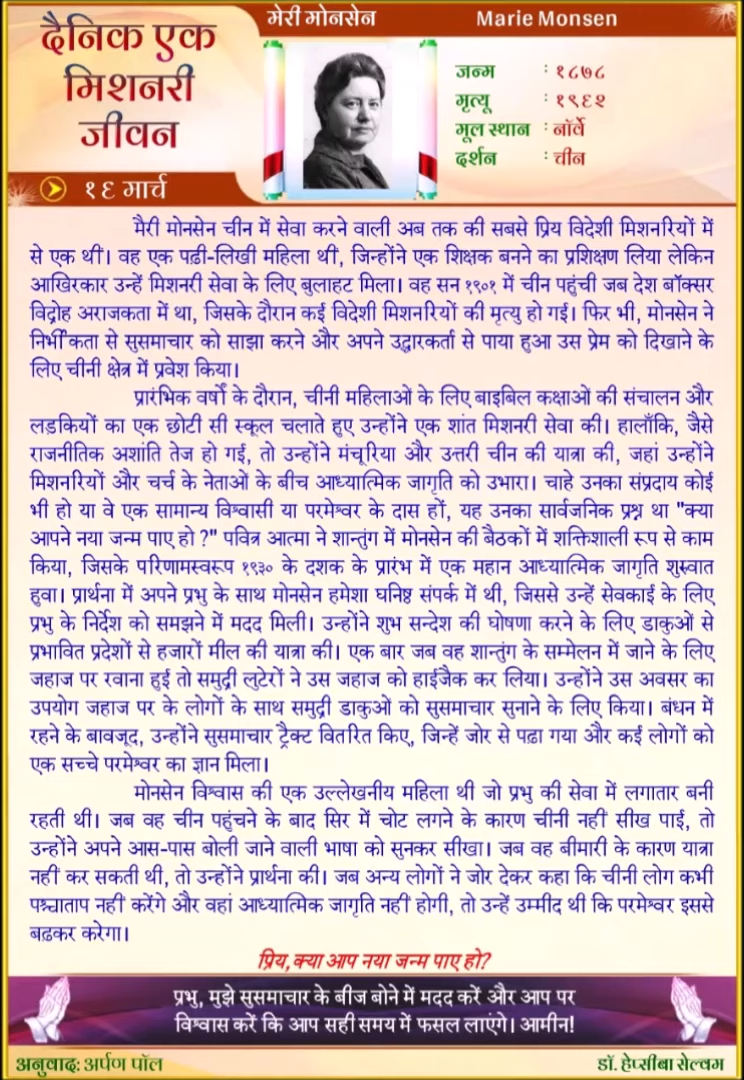 दैनिक एक
मिशनरी
जीवन
१६ मार्च
मेरी मोनसेन
Marie Monsen
जन्म : १८७८
मृत्यू : १९६२
मूल स्थान : नॉर्वे
दर्शन : चीन
मैरी मोनसेन चीन में सेवा करने वाली अब तक की सबसे प्रिय विदेशी मिशनरियों में
से एक थीं। वह एक पढ़ी-लिखी महिला थीं, जिन्होंने एक शिक्षक बनने का प्रशिक्षण लिया लेकिन
आखिरकार उन्हें मिशनरी सेवा के लिए बुलाहट मिला। वह सन १९०१ में चीन पहुंची जब देश बॉक्सर
विद्रोह अराजकता में था, जिसके दौरान कई विदेशी मिशनरियों की मृत्यु हो गई। फिर भी, मोनसेन ने
निर्भीकता से सुसमाचार को साझा करने और अपने उद्धारकर्ता से पाया हुआ उस प्रेम को दिखाने के
लिए चीनी क्षेत्र में प्रवेश किया।
प्रारंभिक वर्षों के दौरान, चीनी महिलाओं के लिए बाइबिल कक्षाओं की संचालन और
लड़कियों का एक छोटी सी स्कूल चलाते हुए उन्होंने एक शांत मिशनरी सेवा की। हालाँकि, जैसे
राजनीतिक अशांति तेज हो गई, तो उन्होंने मंचूरिया और उत्तरी चीन की यात्रा की, जहां उन्होंने
मिशनरियों और चर्च के नेताओं के बीच आध्यात्मिक जागृति को उभारा। चाहे उनका संप्रदाय कोई
भी हो या वे एक सामान्य विश्वासी या परमेश्वर के दास हों, यह उनका सार्वजनिक प्रश्न था "क्या
आपने नया जन्म पाए हो ?" पवित्र आत्मा ने शान्तुंग में मोनसेन की बैठकों में शक्तिशाली रूप से काम
किया, जिसके परिणामस्वरूप १९३० के दशक के प्रारंभ में एक महान आध्यात्मिक जागृति शुरुवात
हुवा। प्रार्थना में अपने प्रभु के साथ मोनसेन हमेशा घनिष्ठ संपर्क में थी, जिससे उन्हें सेवकाई के लिए
प्रभु के निर्देश को समझने में मदद मिली। उन्होंने शुभ सन्देश की घोषणा करने के लिए डाकुओं से
प्रभावित प्रदेशों से हजारों मील की यात्रा की। एक बार जब वह शान्तुंग के सम्मेलन में जाने के लिए
जहाज पर रवाना हुई तो समुद्री लुटेरों ने उस जहाज को हाईजैक कर लिया। उन्होंने उस अवसर का
उपयोग जहाज पर के लोगों के साथ समुद्री डाकुओं को सुसमाचार सुनाने के लिए किया। बंधन में
रहने के बावजूद, उन्होंने सुसमाचार ट्रैक्ट वितरित किए, जिन्हें जोर से पढ़ा गया और कई लोगों को
एक सच्चे परमेश्वर का ज्ञान मिला।
मोनसेन विश्वास की एक उल्लेखनीय महिला थी जो प्रभु की सेवा में लगातार बनी
रहती थी। जब वह चीन पहुंचने के बाद सिर में चोट लगने के कारण चीनी नहीं सीख पाई, तो
उन्होंने अपने आस-पास बोली जाने वाली भाषा को सुनकर सीखा। जब वह बीमारी के कारण यात्रा
नहीं कर सकती थी, तो उन्होंने प्रार्थना की। जब अन्य लोगों ने जोर देकर कहा कि चीनी लोग कभी
पश्चाताप नहीं करेंगे और वहां आध्यात्मिक जागृति नहीं होगी, तो उन्हें उम्मीद थी कि परमेश्वर इससे
बढ़कर करेगा।
प्रिय, क्या आप नया जन्म पाए हो?
प्रभु, मुझे सुसमाचार के बीज बोने में मदद करें और आप पर
विश्वास करें कि आप सही समय में फसल लाएंगे। आमीन!
अनुवाद: अर्पण पॉल
डॉ. हेप्सीबा सेल्वम